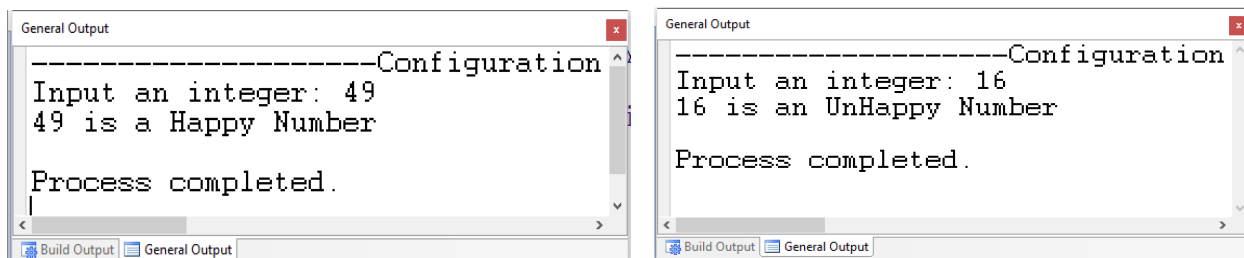 General Output
x
--------------------Configuration
Input an integer: 49
49 is a Happy Number
Process completed.
Build Output
General Output
General Output
x
--------------------Configuration
Input an integer: 16
16 is an UnHappy Number
Process completed.
Build Output
General Output